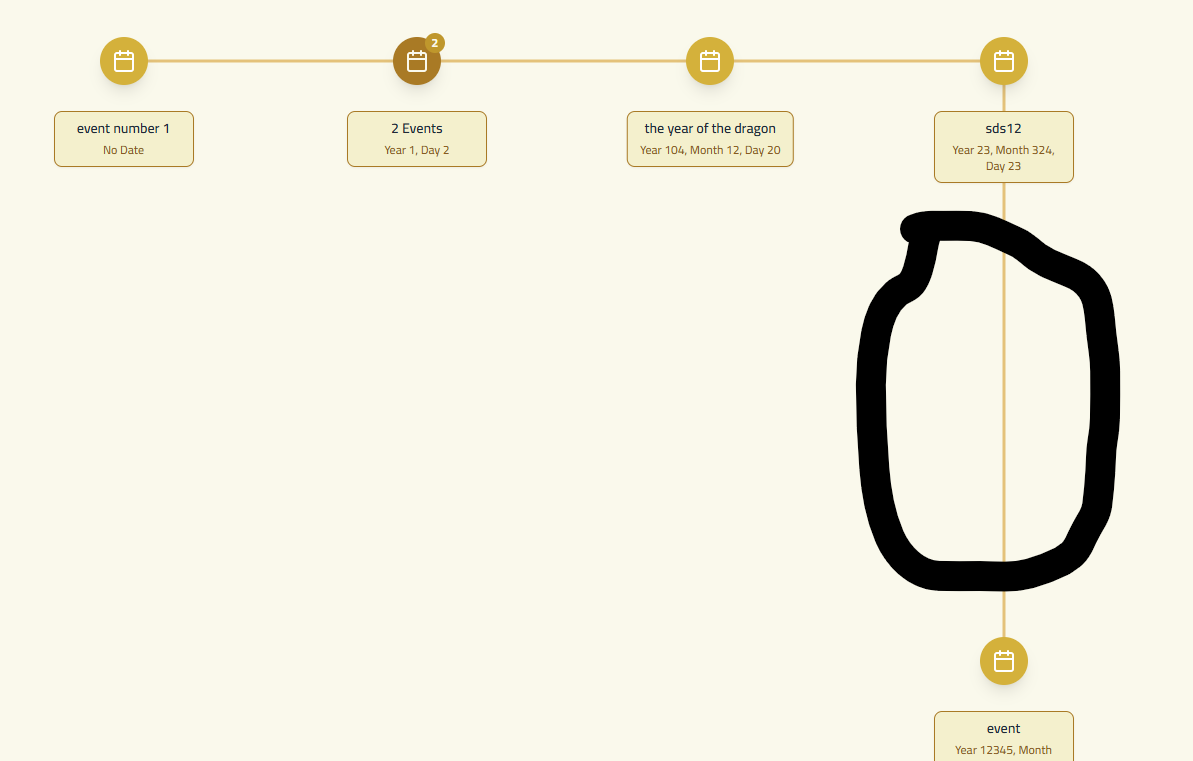 2
event number 1
No Date
2 Events
Year 1, Day 2
the year of the dragon
Year 104, Month 12, Day 20
sds12
Year 23, Month 324,
Day 23
event
Year 12345, Month